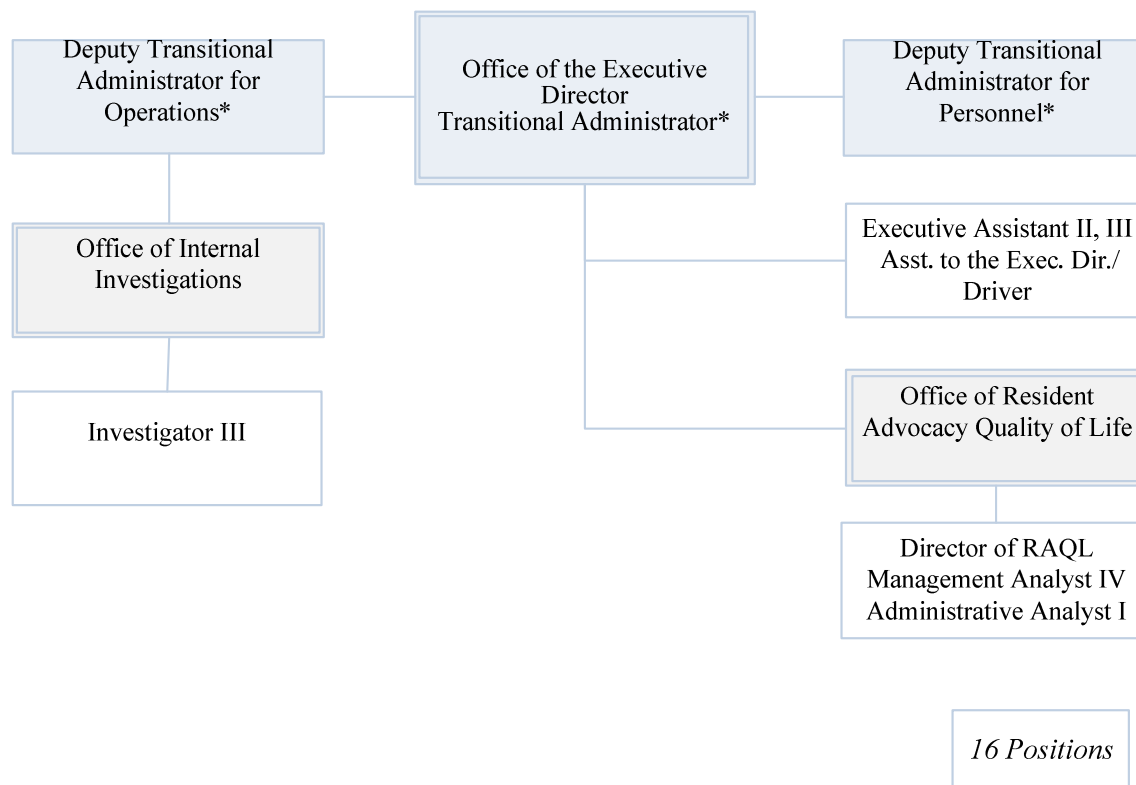 Deputy Transitional
Administrator for
Operations*
Office of the Executive
Director
Transitional Administrator*
Deputy Transitional
Administrator for
Personnel*
Office of Internal
Investigations
Executive Assistant II, III
Asst. to the Exec. Dir./
Driver
Investigator III
Office of Resident
Advocacy Quality of Life
Director of RAQL
Management Analyst IV
Administrative Analyst I
16 Positions